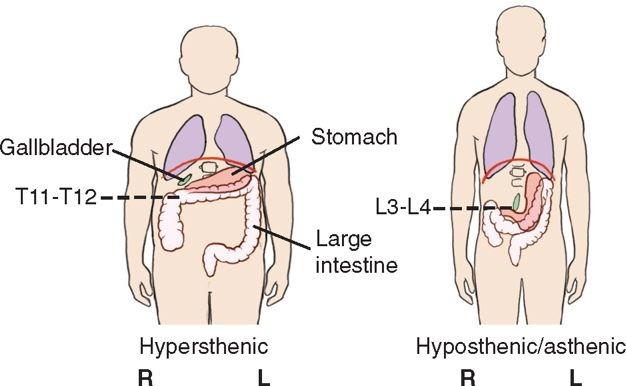 Gallbladder
Stomach
T11-T12
L3-L4
Large
intestine
Hypersthenic
Hyposthenic/asthenic
R L
R L